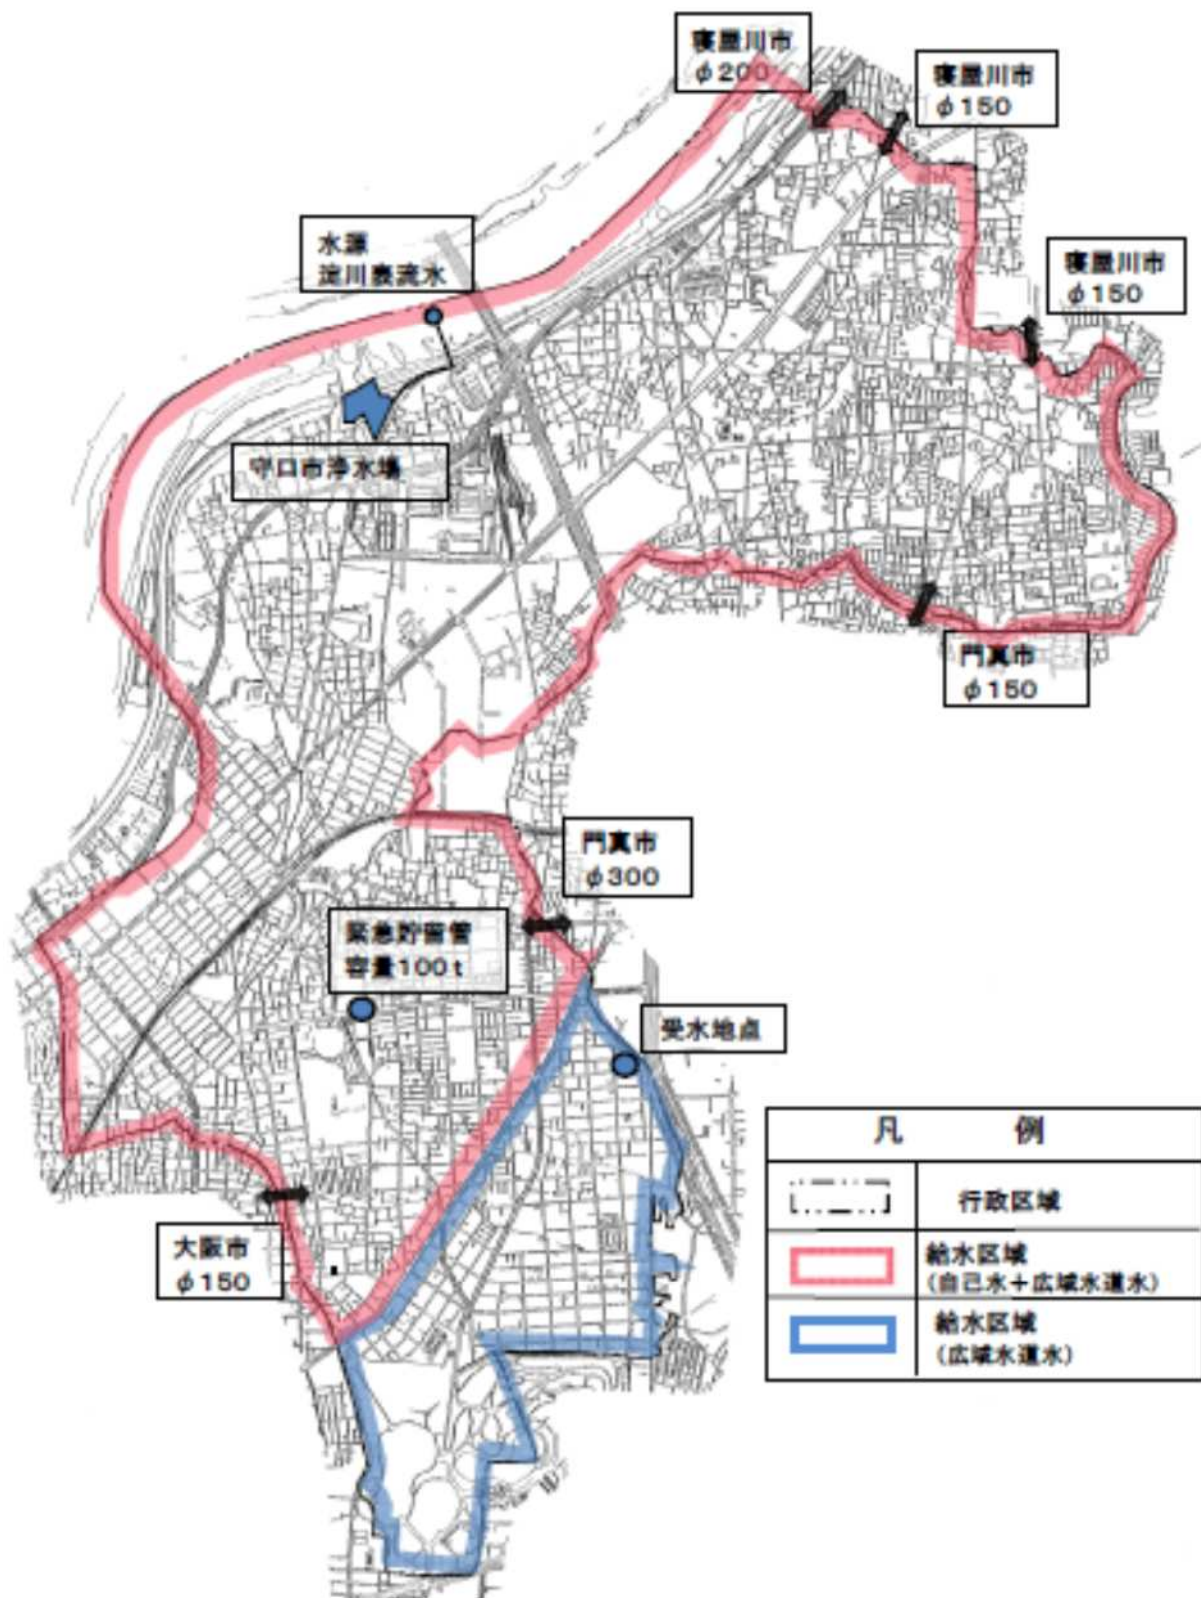 寝屋川市
φ200
寝屋川市
φ150
水源
淀川表流水
寝屋川市
φ150
守口市浄水場
門真市
φ150
門真市
φ300
緊急貯留管
容量100t
受水地点
大阪市
φ150
凡 例
行政区域
給水区域
(自己水+広域水道水)
給水区域
(広域水道水)